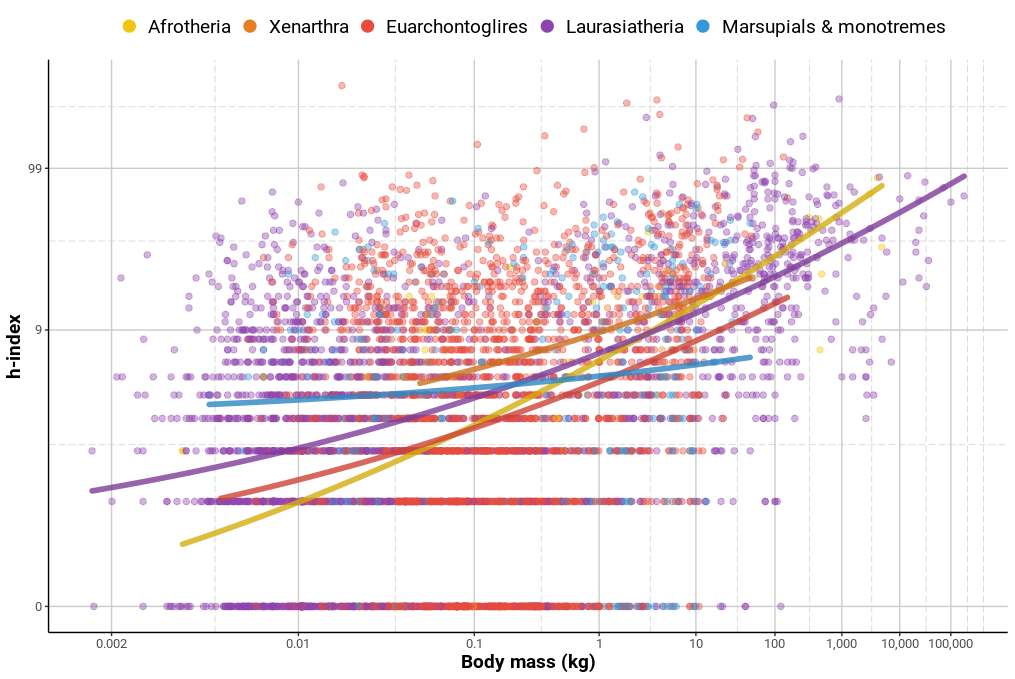 Afrotheria Xenarthra Euarchontoglires Laurasiatheria Marsupials & monotremes
99
9
0
h-index
0.002 0.01 0.1 1 10 100 1,000 10,000 100,000
Body mass (kg)